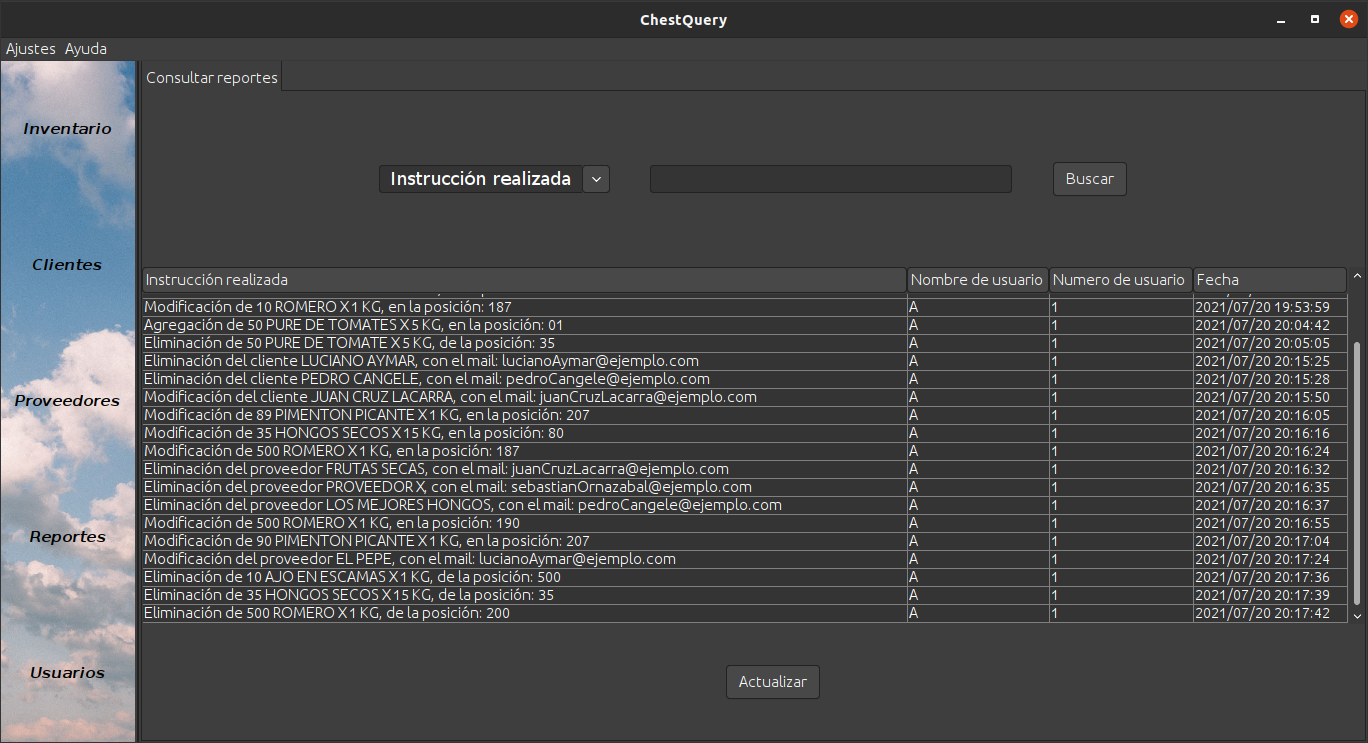 ChestQuery
Ajustes Ayuda
Consultar reportes
Inventario
Clientes
Proveedores
Reportes
Usuarios
Instrucción realizada
Buscar
Instrucción realizada Nombre de usuario Numero de usuario Fecha
Modificación de 10 ROMERO X 1 KG, en la posición: 187 A 1 2021/07/20 19:53:59
Agregación de 50 PURE DE TOMATES X 5 KG, en la posición: 01 A 1 2021/07/20 20:04:42
Eliminación de 50 PURE DE TOMATE X 5 KG, de la posición: 35 A 1 2021/07/20 20:05:05
Eliminación del cliente LUCIANO AYMAR, con el mail: lucianoAymar@ejemplo.com A 1 2021/07/20 20:15:25
Eliminación del cliente PEDRO CANGELE, con el mail: pedroCangele@ejemplo.com A 1 2021/07/20 20:15:28
Modificación del cliente JUAN CRUZ LACARRA, con el mail: juanCruzLacarra@ejemplo.com A 1 2021/07/20 20:15:50
Modificación de 89 PIMENTON PICANTE X 1 KG, en la posición: 207 A 1 2021/07/20 20:16:05
Modificación de 35 HONGOS SECOS X 15 KG, en la posición: 80 A 1 2021/07/20 20:16:16
Modificación de 500 ROMERO X 1 KG, en la posición: 187 A 1 2021/07/20 20:16:24
Eliminación del proveedor FRUTAS SECAS, con el mail: juanCruzLacarra@ejemplo.com A 1 2021/07/20 20:16:32
Eliminación del proveedor PROVEEDOR X, con el mail: sebastianOrnazabal@ejemplo.com A 1 2021/07/20 20:16:35
Eliminación del proveedor LOS MEJORES HONGOS, con el mail: pedroCangele@ejemplo.com A 1 2021/07/20 20:16:37
Modificación de 500 ROMERO X 1 KG, en la posición: 190 A 1 2021/07/20 20:16:55
Modificación de 90 PIMENTON PICANTE X 1 KG, en la posición: 207 A 1 2021/07/20 20:17:04
Modificación del proveedor EL PEPE, con el mail: lucianoAymar@ejemplo.com A 1 2021/07/20 20:17:24
Eliminación de 10 AJO EN ESCAMAS X 1 KG, de la posición: 500 A 1 2021/07/20 20:17:36
Eliminación de 35 HONGOS SECOS X 15 KG, de la posición: 35 A 1 2021/07/20 20:17:39
Eliminación de 500 ROMERO X 1 KG, de la posición: 200 A 1 2021/07/20 20:17:42
Actualizar